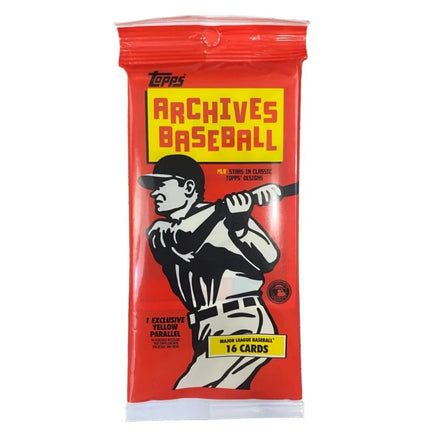 Topps
ARCHIVES
BASEBALL
MLB STARS IN CLASSIC
TOPPS® DESIGNS
1 EXCLUSIVE
YELLOW
PARALLEL
MAJOR LEAGUE BASEBALL®
16 CARDS